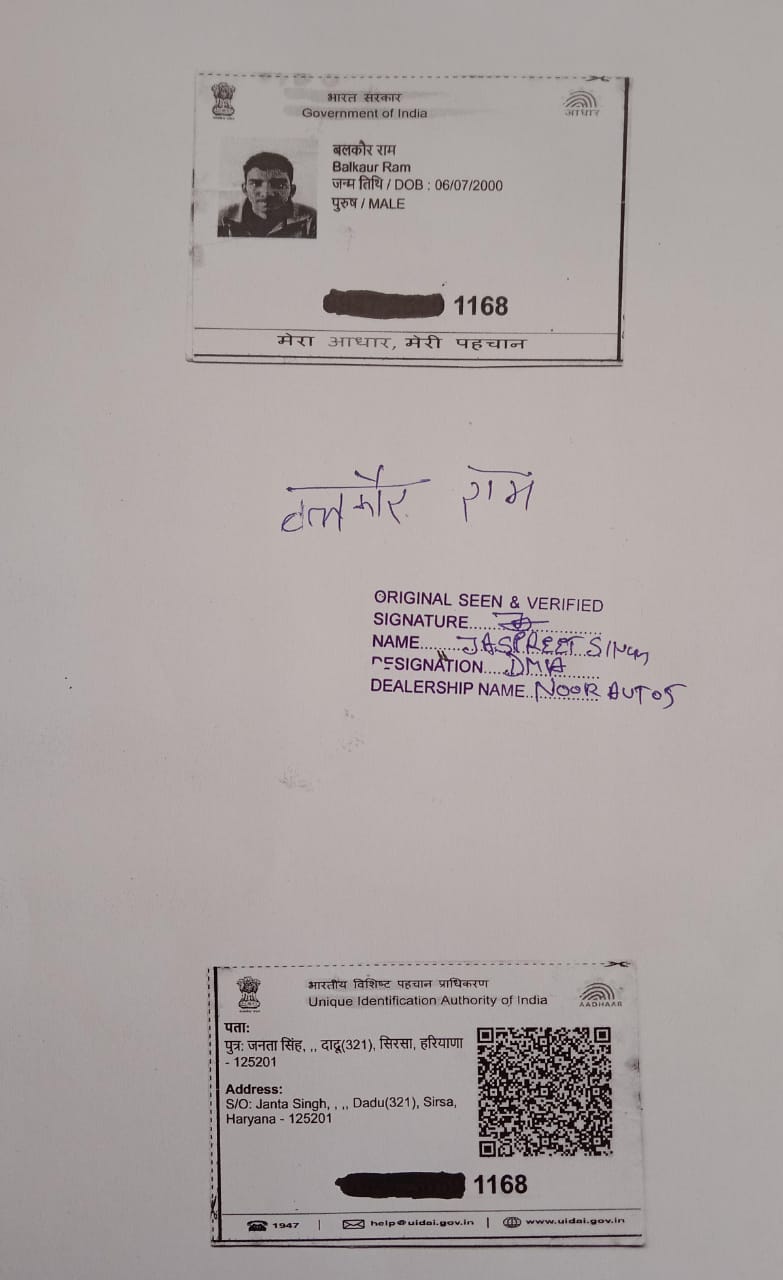 भारत सरकार
Government of India
आधार
बलकौर राम
Balkaur Ram
जन्म तिथि / DOB : 06/07/2000
पुरुष / MALE
1168
मेरा आधार, मेरी पहचान
बलकौर राम
ORIGINAL SEEN & VERIFIED
SIGNATURE
NAME JASPREET SINGH
DESIGNATION DMA
DEALERSHIP NAME NOOR AUTOS
भारतीय विशिष्ट पहचान प्राधिकरण
Unique Identification Authority of India
AADHAAR
पता:
पुत्र: जनता सिंह, ,, दादू(321), सिरसा, हरियाणा
- 125201
Address:
S/O: Janta Singh, , ,, Dadu(321), Sirsa,
Haryana - 125201
1168
1947 | help@uidai.gov.in | www.uidai.gov.in